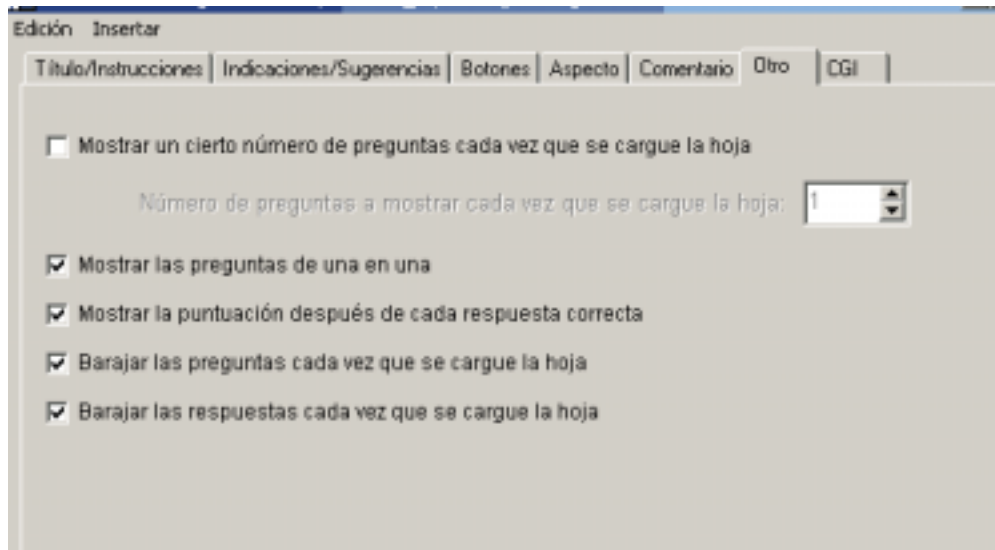 Edición Insertar
Título/Instrucciones Indicaciones/Sugerencias Botones Aspecto Comentario Otro CGI
Mostrar un cierto número de preguntas cada vez que se cargue la hoja
Número de preguntas a mostrar cada vez que se cargue la hoja: 1
Mostrar las preguntas de una en una
Mostrar la puntuación después de cada respuesta correcta
Barajar las preguntas cada vez que se cargue la hoja
Barajar las respuestas cada vez que se cargue la hoja